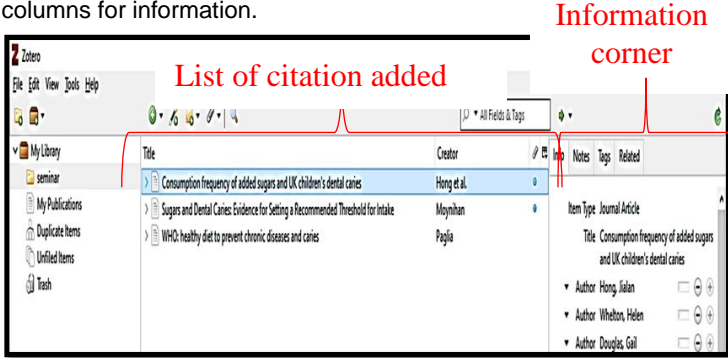 columns for information.
Information
corner
List of citation added
Zotero
File Edit View Tools Help
All Fields & Tags
My Library
Title Creator
Info Notes Tags Related
seminar
Consumption frequency of added sugars and UK children's dental caries Hong et al.
My Publications
Sugars and Dental Caries: Evidence for Setting a Recommended Threshold for Intake Moynihan
Item Type Journal Article
Duplicate Items
WHO: healthy diet to prevent chronic diseases and caries Paglia
Title Consumption frequency of added sugars
and UK children's dental caries
Unfiled Items
Trash
Author Hong, Jialan
Author Whelton, Helen
Author Douglas, Gail